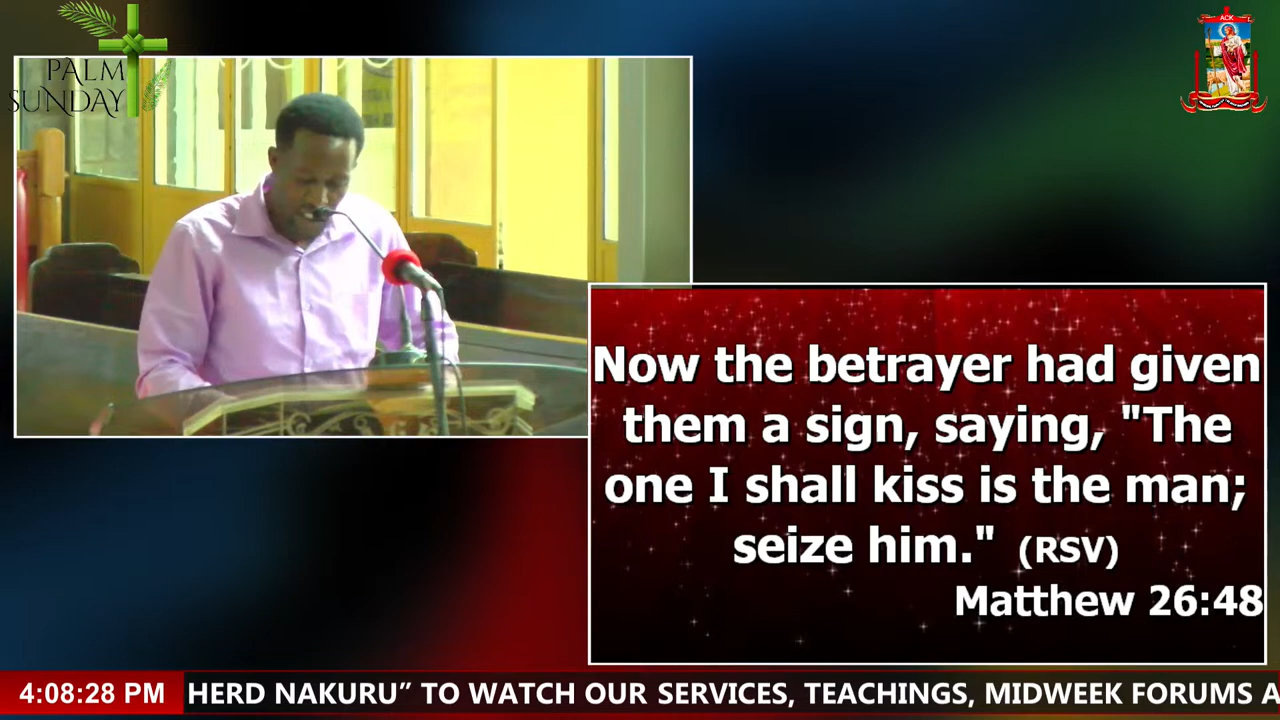 PALM
SUNDAY
ACK
Now the betrayer had given
them a sign, saying, "The
one I shall kiss is the man;
seize him." (RSV)
Matthew 26:48
4:08:28 PM
HERD NAKURU” TO WATCH OUR SERVICES, TEACHINGS, MIDWEEK FORUMS A